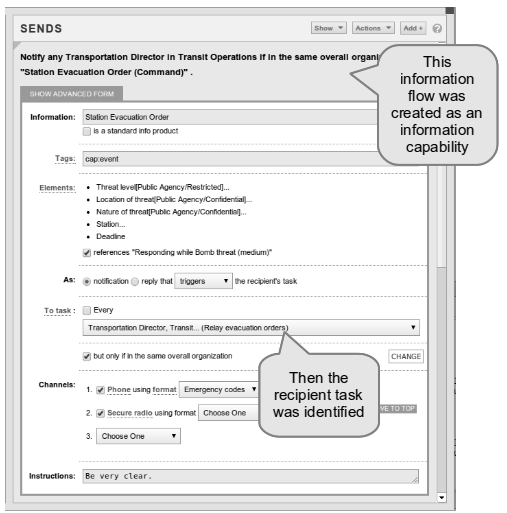 SENDS
Show
Actions
Add +
?
Notify any Transportation Director in Transit Operations if in the same overall
"Station Evacuation Order (Command)" .
SHOW ADVANCED FORM
Information: Station Evacuation Order
is a standard info product
Tags: cap:event
Elements:
• Threat level[Public Agency/Restricted]...
• Location of threat[Public Agency/Confidential]...
• Nature of threat[Public Agency/Confidential]...
• Station...
• Deadline
references "Responding while Bomb threat (medium)"
As: notification reply that triggers the recipient's task
To task : Every
Transportation Director, Transit... (Relay evacuation orders)
but only if in the same overall organization CHANGE
Channels:
1. Phone using format Emergency codes
2. Secure radio using format Choose One
TO TOP
3. Choose One
Instructions: Be very clear.
This
information
flow was
created as an
information
capability
Then the
recipient task
was identified